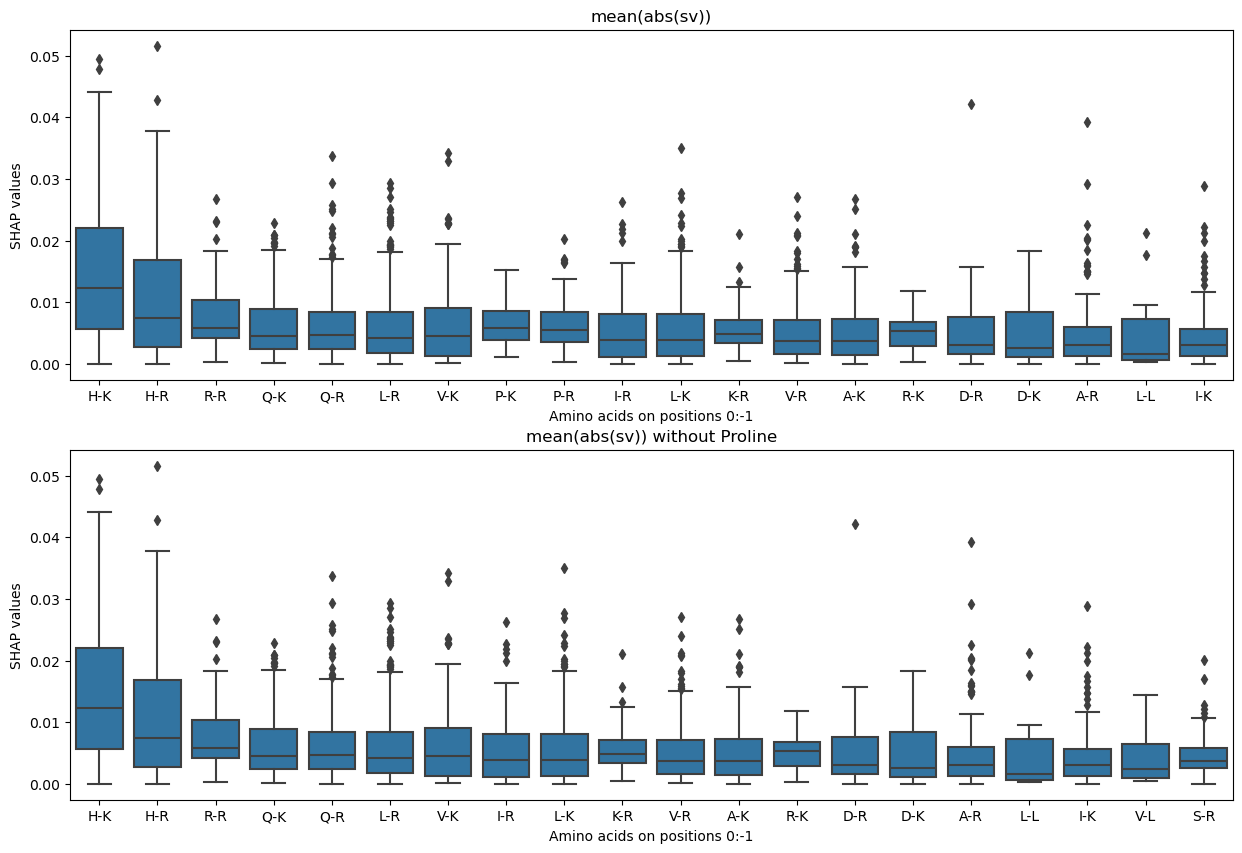 mean(abs(sv))
SHAP values
0.05
0.04
0.03
0.02
0.01
0.00
H-K H-R R-R Q-K Q-R L-R V-K P-K P-R I-R L-K K-R V-R A-K R-K D-R D-K A-R L-L I-K
Amino acids on positions 0:-1
mean(abs(sv)) without Proline
SHAP values
0.05
0.04
0.03
0.02
0.01
0.00
H-K H-R R-R Q-K Q-R L-R V-K I-R L-K K-R V-R A-K R-K D-R D-K A-R L-L I-K V-L S-R
Amino acids on positions 0:-1